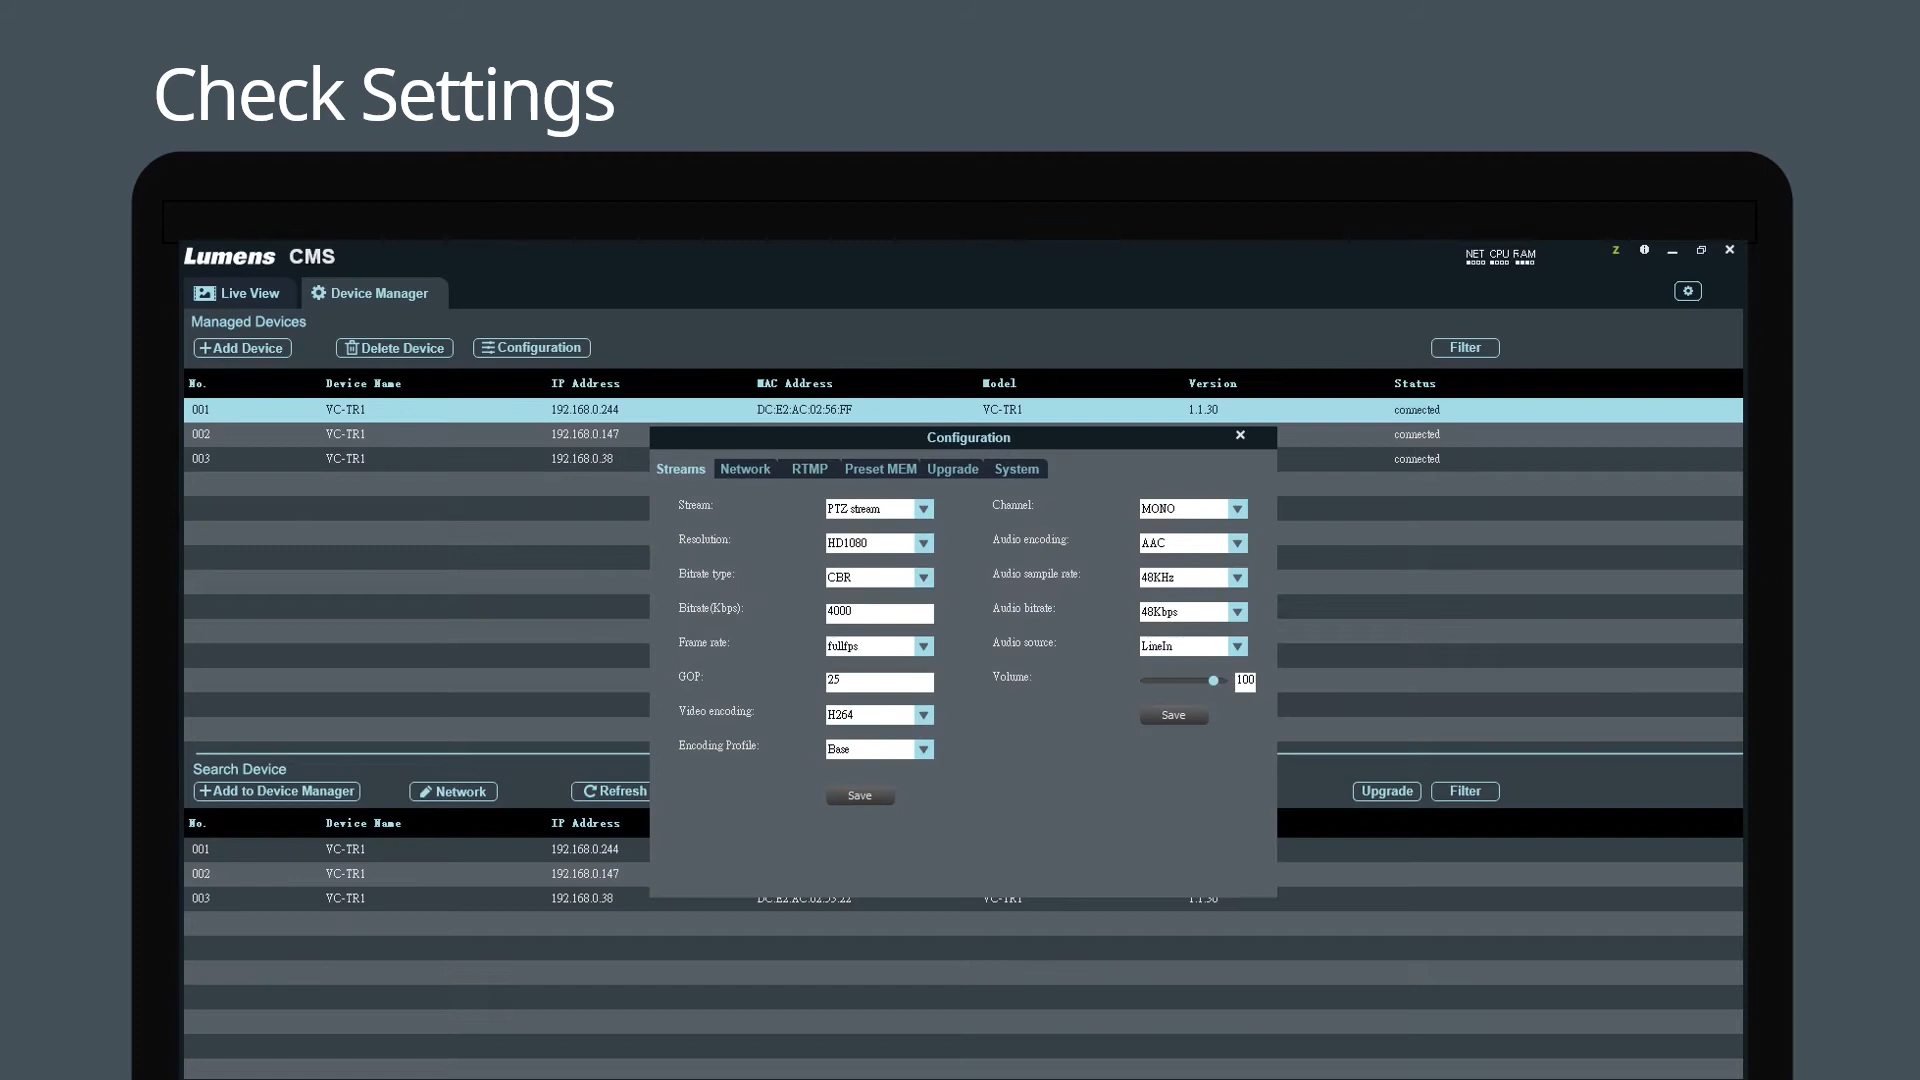 Check Settings
Lumens CMS
NET CPU RAM
Z
Live View
Device Manager
Managed Devices
+Add Device
Delete Device
Configuration
Filter
No. Device Name IP Address MAC Address Model Version Status
001 VC-TR1 192.168.0.244 DC:E2:AC:02:56:FF VC-TR1 1.1.30 connected
002 VC-TR1 192.168.0.147 connected
003 VC-TR1 192.168.0.38 connected
Configuration
Streams Network RTMP Preset MEM Upgrade System
Stream: PTZ stream
Resolution: HD1080
Bitrate type: CBR
Bitrate(Kbps): 4000
Frame rate: fullfps
GOP: 25
Video encoding: H264
Encoding Profile: Base
Save
Channel: MONO
Audio encoding: AAC
Audio sampile rate: 48KHz
Audio bitrate: 48Kbps
Audio source: LineIn
Volume: 100
Save
Search Device
+Add to Device Manager
Network
Refresh
Upgrade
Filter
No. Device Name IP Address
001 VC-TR1 192.168.0.244
002 VC-TR1 192.168.0.147
003 VC-TR1 192.168.0.38 VC-TR1 1.1.30